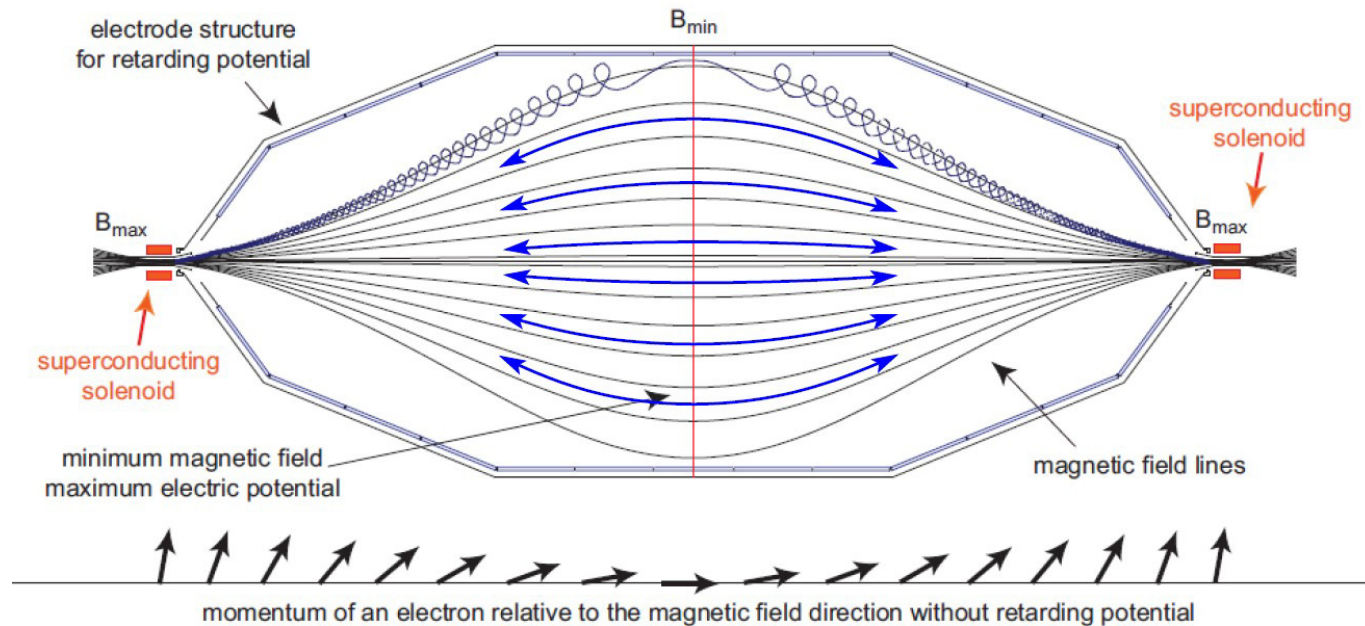 B_min
electrode structure
for retarding potential
superconducting
solenoid
B_max
B_max
superconducting
solenoid
minimum magnetic field
maximum electric potential
magnetic field lines
momentum of an electron relative to the magnetic field direction without retarding potential